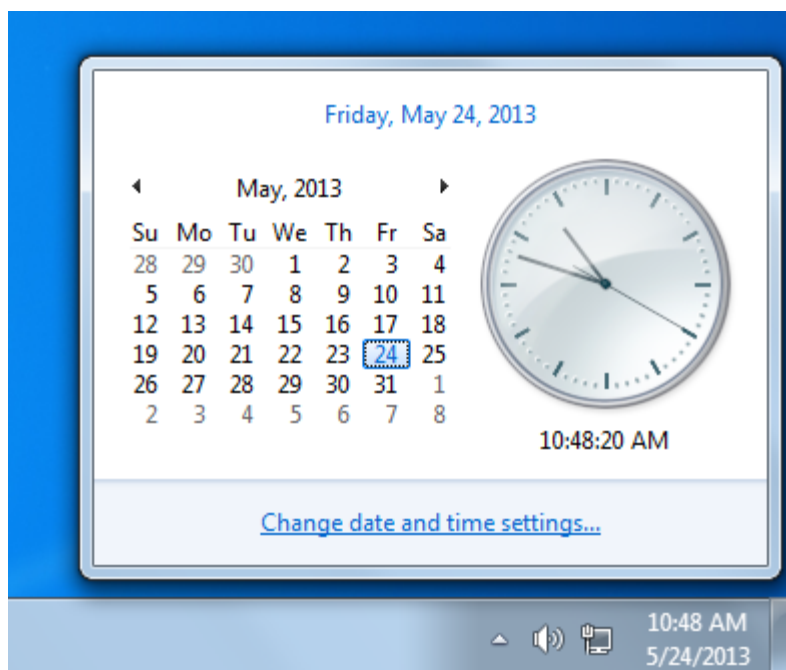 Friday, May 24, 2013
May, 2013
Su Mo Tu We Th Fr Sa
28 29 30 1 2 3 4
5 6 7 8 9 10 11
12 13 14 15 16 17 18
19 20 21 22 23 24 25
26 27 28 29 30 31 1
2 3 4 5 6 7 8
10:48:20 AM
Change date and time settings...
10:48 AM
5/24/2013